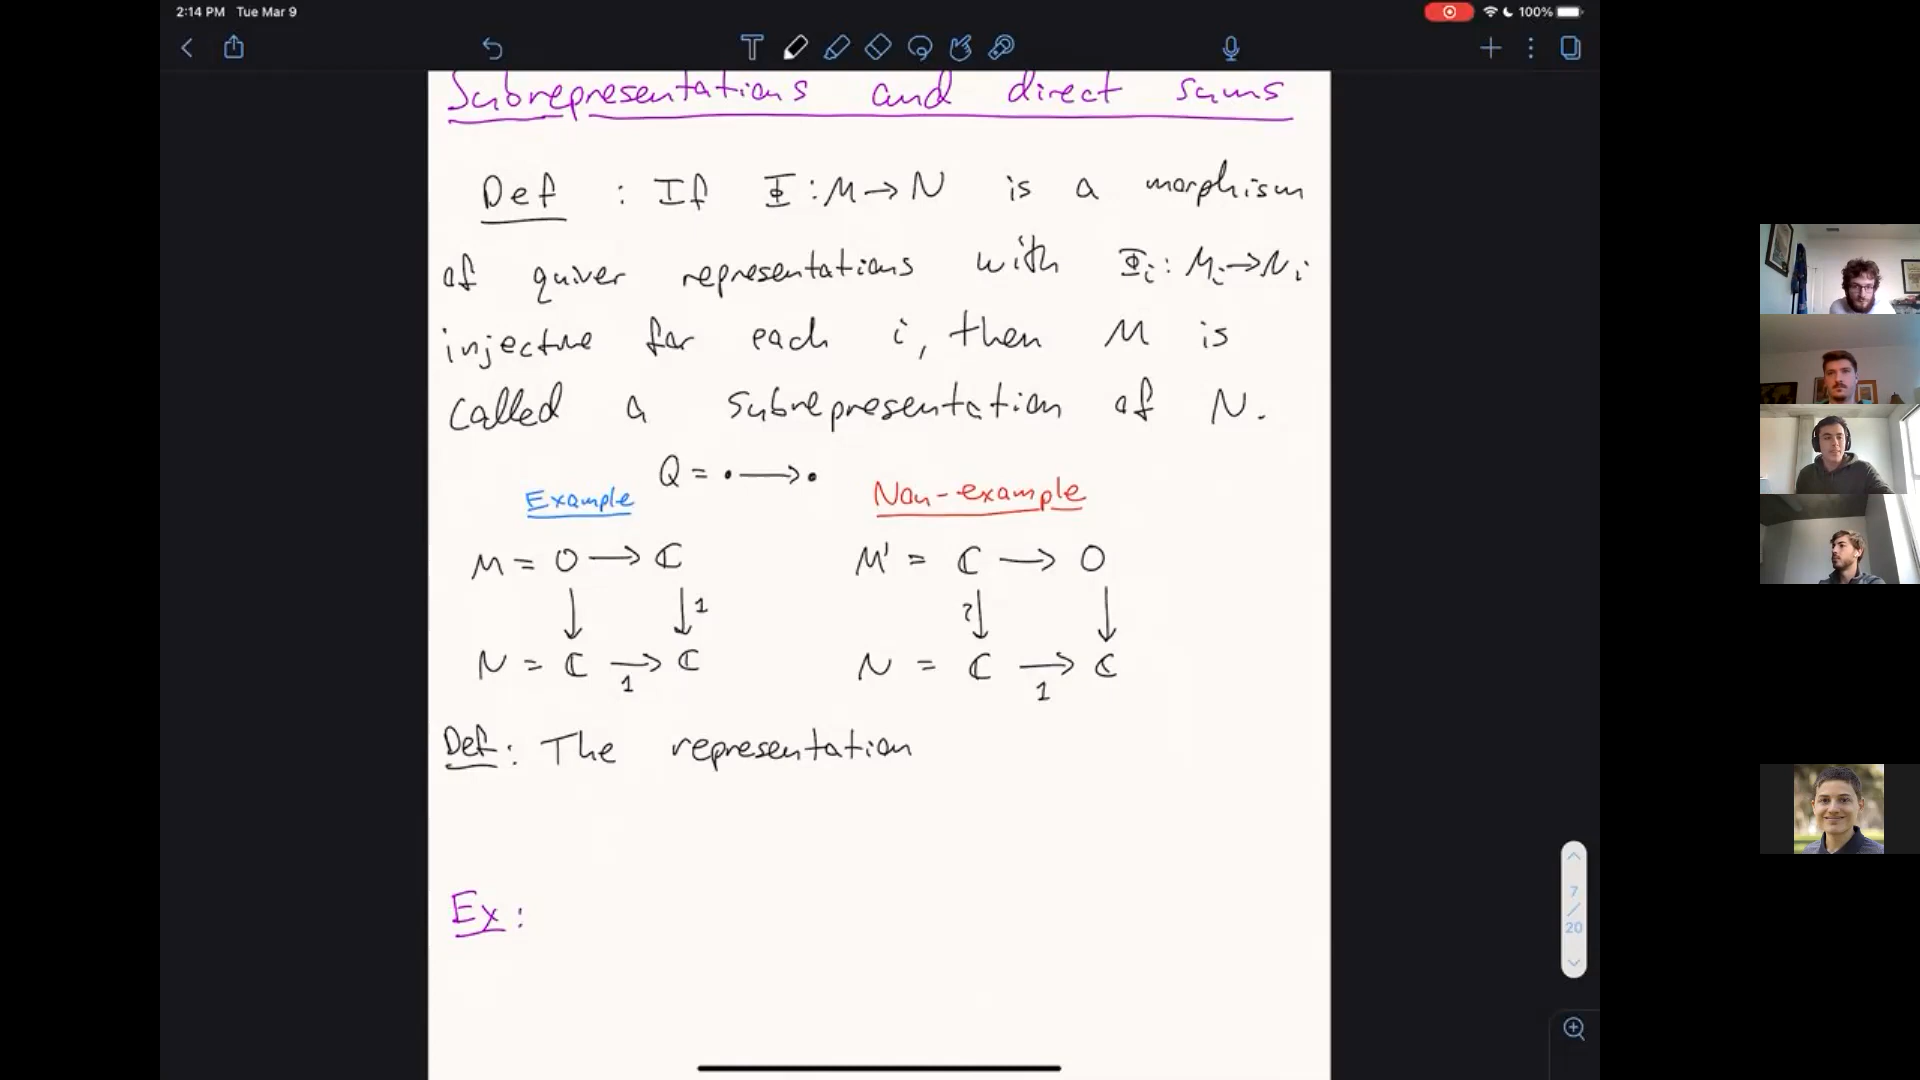 2:14 PM Tue Mar 9
100%
Subrepresentations and direct sums
Def : If Φ : M → N is a morphism
of quiver representations with Φi : Mi → Ni
injective for each i, then M is
called a subrepresentation of N.
Q = • → •
Example Non-example
M = 0 → ℂ M' = ℂ → 0
↓ ↓ 1 ? ↓ ↓
N = ℂ → ℂ N = ℂ → ℂ
1 1
Def : The representation
7
/
20
Ex :